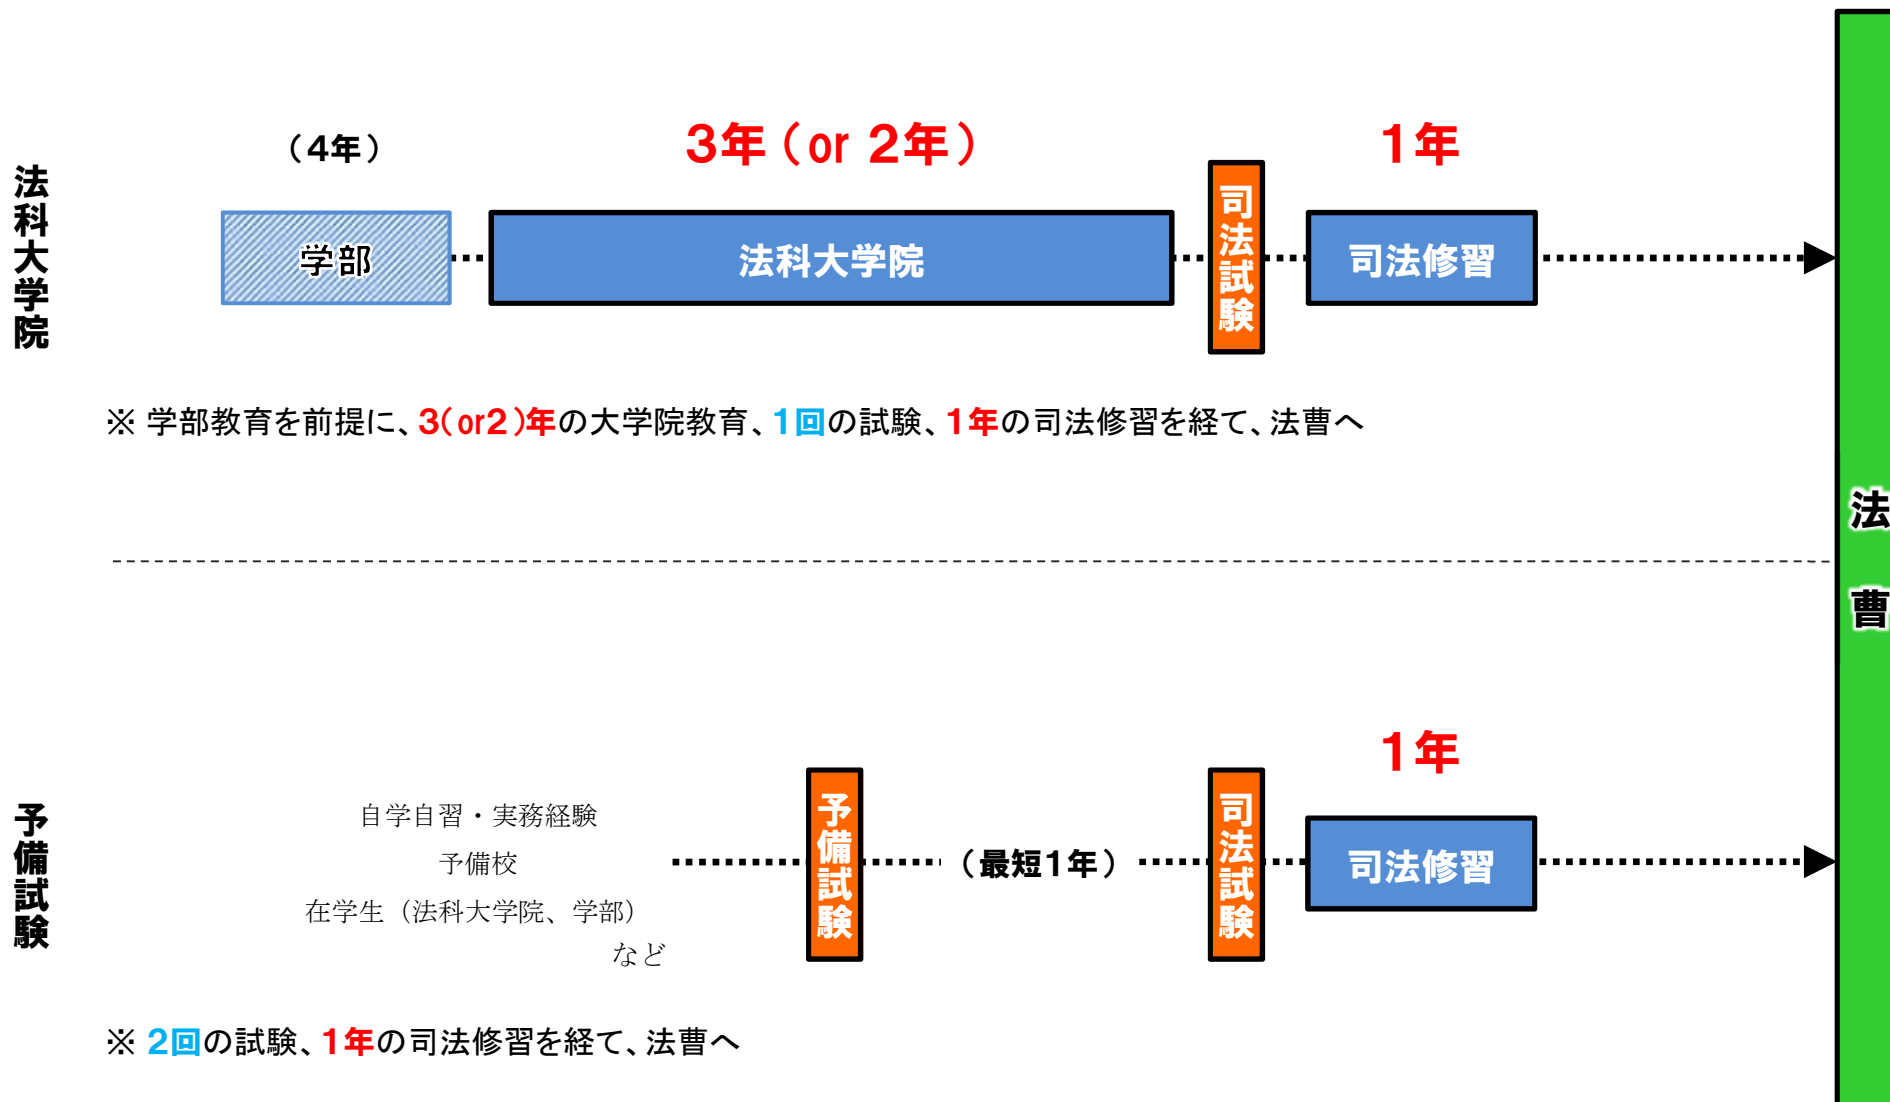 法科大学院
（4年）
3年（or 2年）
1年
学部
法科大学院
司法試験
司法修習
※ 学部教育を前提に、3（or2）年の大学院教育、1回の試験、1年の司法修習を経て、法曹へ
法曹
予備試験
1年
自学自習・実務経験
予備校
在学生（法科大学院、学部）
など
予備試験
（最短1年）
司法試験
司法修習
※ 2回の試験、1年の司法修習を経て、法曹へ